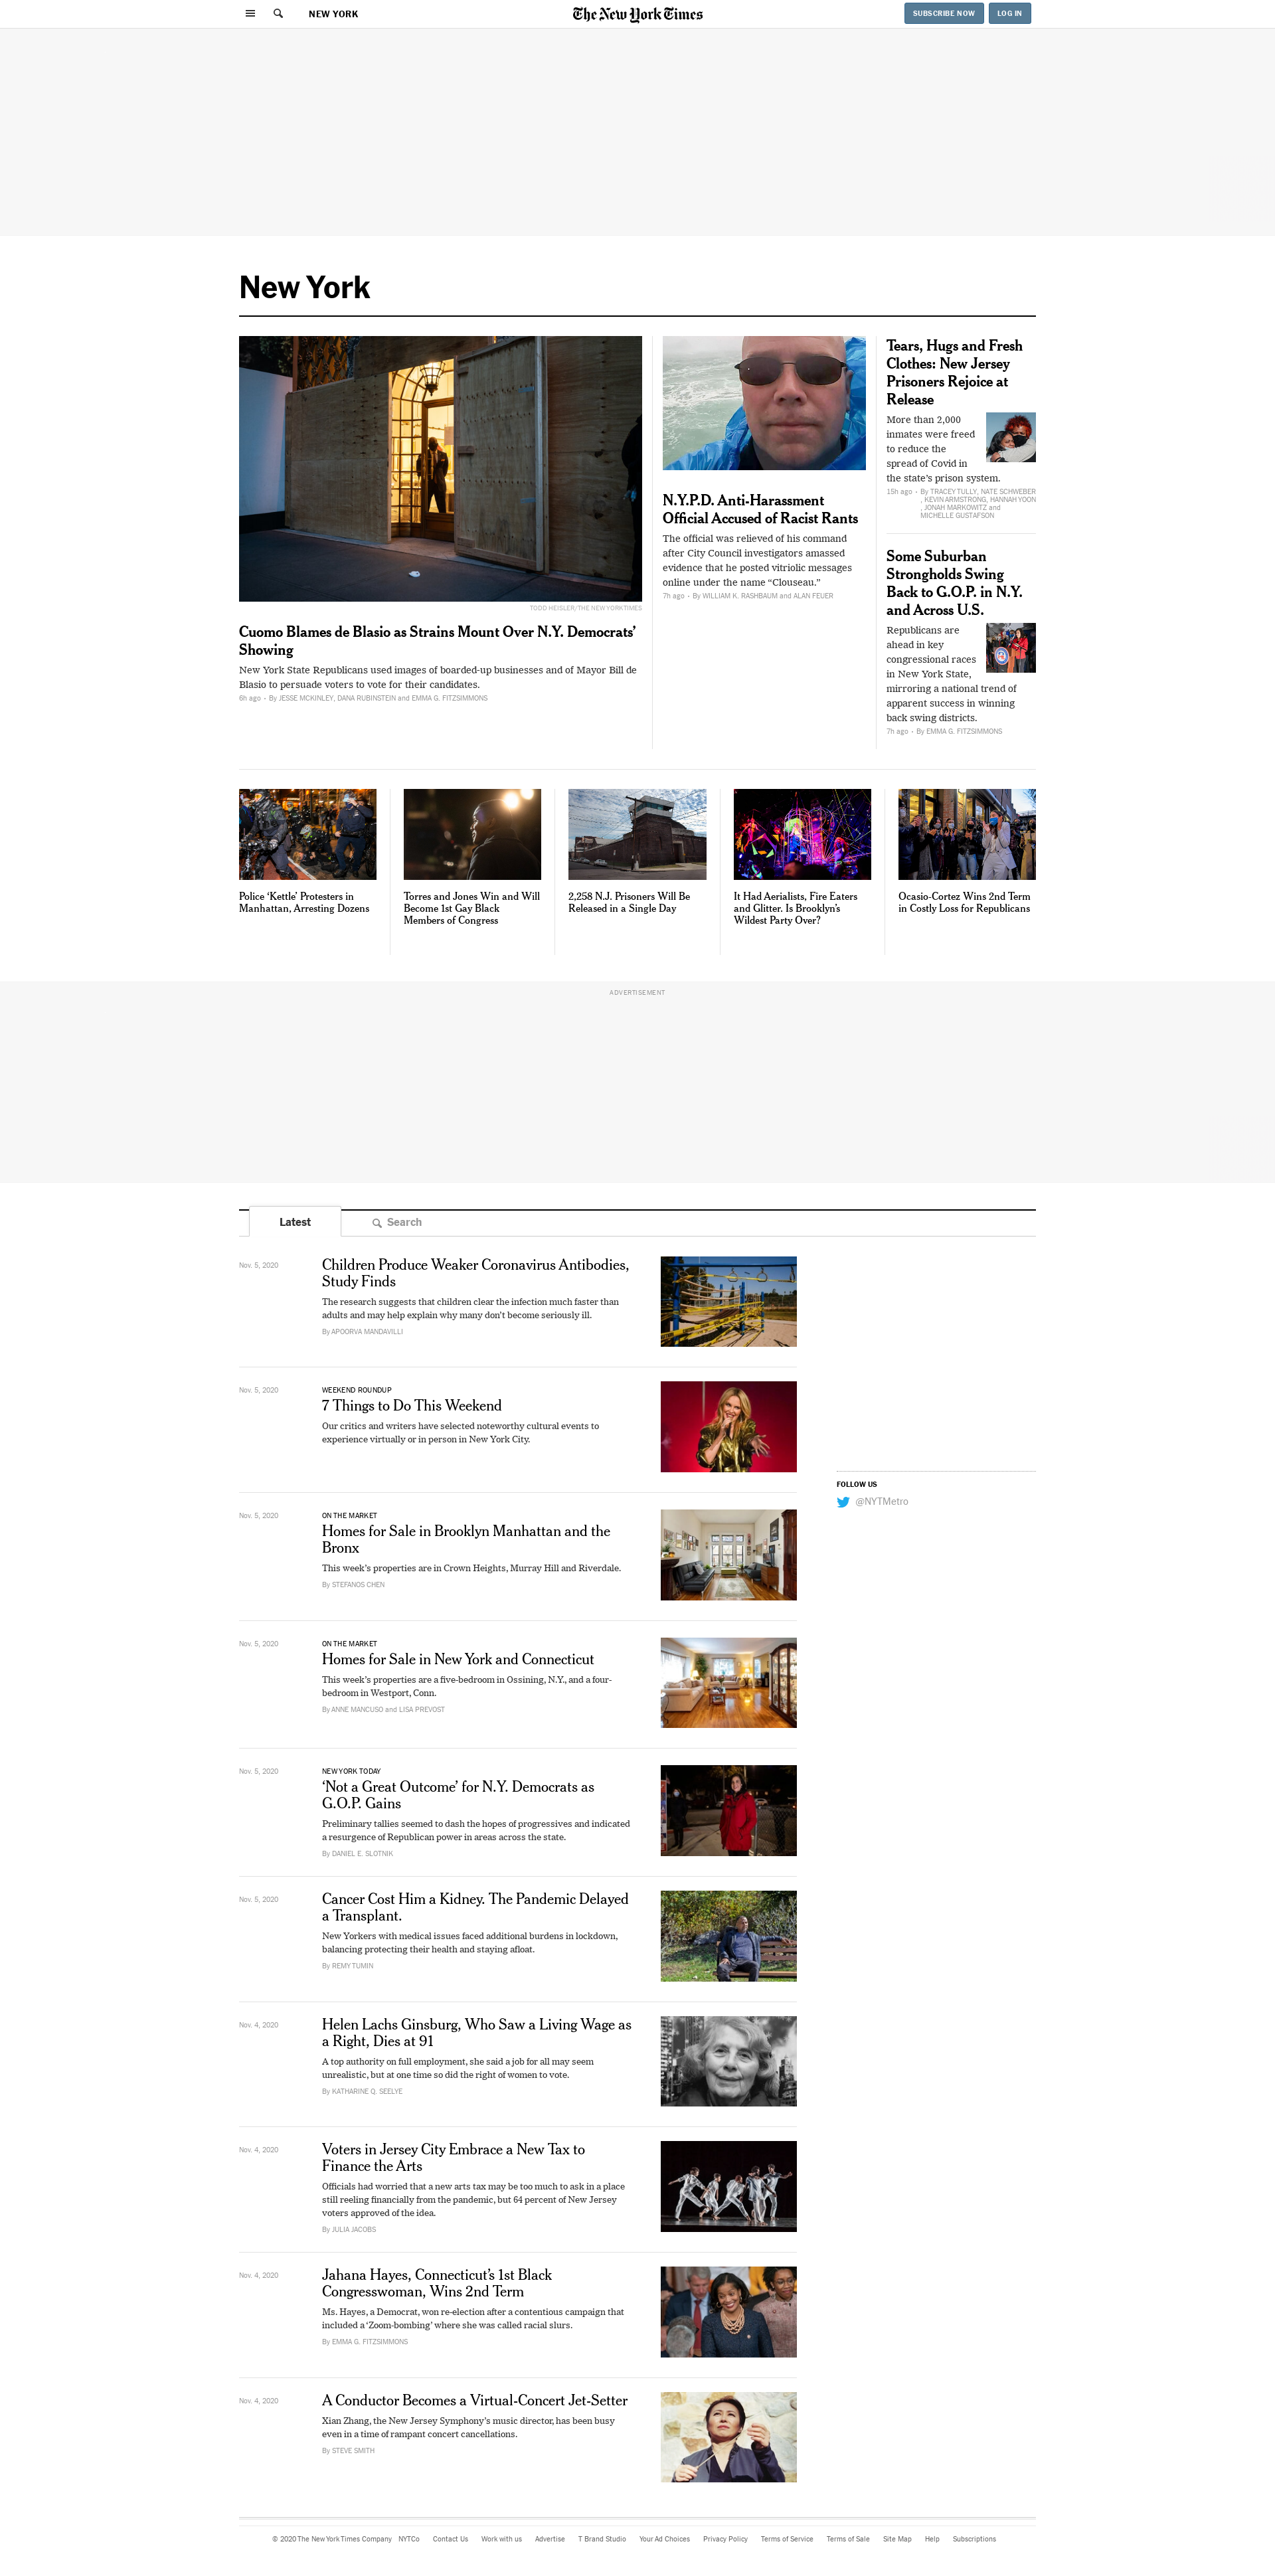 NEW YORK
The New York Times
SUBSCRIBE NOW
LOG IN
New York
TODD HEISLER/THE NEW YORK TIMES
Cuomo Blames de Blasio as Strains Mount Over N.Y. Democrats’
Showing
New York State Republicans used images of boarded-up businesses and of Mayor Bill de
Blasio to persuade voters to vote for their candidates.
6h ago • By JESSE MCKINLEY, DANA RUBINSTEIN and EMMA G. FITZSIMMONS
N.Y.P.D. Anti-Harassment
Official Accused of Racist Rants
The official was relieved of his command
after City Council investigators amassed
evidence that he posted vitriolic messages
online under the name “Clouseau.”
7h ago • By WILLIAM K. RASHBAUM and ALAN FEUER
Tears, Hugs and Fresh
Clothes: New Jersey
Prisoners Rejoice at
Release
More than 2,000
inmates were freed
to reduce the
spread of Covid in
the state’s prison system.
15h ago • By TRACEY TULLY, NATE SCHWEBER
, KEVIN ARMSTRONG, HANNAH YOON
, JONAH MARKOWITZ and
MICHELLE GUSTAFSON
Some Suburban
Strongholds Swing
Back to G.O.P. in N.Y.
and Across U.S.
Republicans are
ahead in key
congressional races
in New York State,
mirroring a national trend of
apparent success in winning
back swing districts.
7h ago • By EMMA G. FITZSIMMONS
Police ‘Kettle’ Protesters in
Manhattan, Arresting Dozens
Torres and Jones Win and Will
Become 1st Gay Black
Members of Congress
2,258 N.J. Prisoners Will Be
Released in a Single Day
It Had Aerialists, Fire Eaters
and Glitter. Is Brooklyn’s
Wildest Party Over?
Ocasio-Cortez Wins 2nd Term
in Costly Loss for Republicans
ADVERTISEMENT
Latest
Search
Nov. 5, 2020
Children Produce Weaker Coronavirus Antibodies,
Study Finds
The research suggests that children clear the infection much faster than
adults and may help explain why many don’t become seriously ill.
By APOORVA MANDAVILLI
Nov. 5, 2020
WEEKEND ROUNDUP
7 Things to Do This Weekend
Our critics and writers have selected noteworthy cultural events to
experience virtually or in person in New York City.
FOLLOW US
@NYTMetro
Nov. 5, 2020
ON THE MARKET
Homes for Sale in Brooklyn Manhattan and the
Bronx
This week’s properties are in Crown Heights, Murray Hill and Riverdale.
By STEFANOS CHEN
Nov. 5, 2020
ON THE MARKET
Homes for Sale in New York and Connecticut
This week’s properties are a five-bedroom in Ossining, N.Y., and a four-
bedroom in Westport, Conn.
By ANNE MANCUSO and LISA PREVOST
Nov. 5, 2020
NEW YORK TODAY
‘Not a Great Outcome’ for N.Y. Democrats as
G.O.P. Gains
Preliminary tallies seemed to dash the hopes of progressives and indicated
a resurgence of Republican power in areas across the state.
By DANIEL E. SLOTNIK
Nov. 5, 2020
Cancer Cost Him a Kidney. The Pandemic Delayed
a Transplant.
New Yorkers with medical issues faced additional burdens in lockdown,
balancing protecting their health and staying afloat.
By REMY TUMIN
Nov. 4, 2020
Helen Lachs Ginsburg, Who Saw a Living Wage as
a Right, Dies at 91
A top authority on full employment, she said a job for all may seem
unrealistic, but at one time so did the right of women to vote.
By KATHARINE Q. SEELYE
Nov. 4, 2020
Voters in Jersey City Embrace a New Tax to
Finance the Arts
Officials had worried that a new arts tax may be too much to ask in a place
still reeling financially from the pandemic, but 64 percent of New Jersey
voters approved of the idea.
By JULIA JACOBS
Nov. 4, 2020
Jahana Hayes, Connecticut’s 1st Black
Congresswoman, Wins 2nd Term
Ms. Hayes, a Democrat, won re-election after a contentious campaign that
included a ‘Zoom-bombing’ where she was called racial slurs.
By EMMA G. FITZSIMMONS
Nov. 4, 2020
A Conductor Becomes a Virtual-Concert Jet-Setter
Xian Zhang, the New Jersey Symphony’s music director, has been busy
even in a time of rampant concert cancellations.
By STEVE SMITH
© 2020 The New York Times Company NYTCo Contact Us Work with us Advertise T Brand Studio Your Ad Choices Privacy Policy Terms of Service Terms of Sale Site Map Help Subscriptions